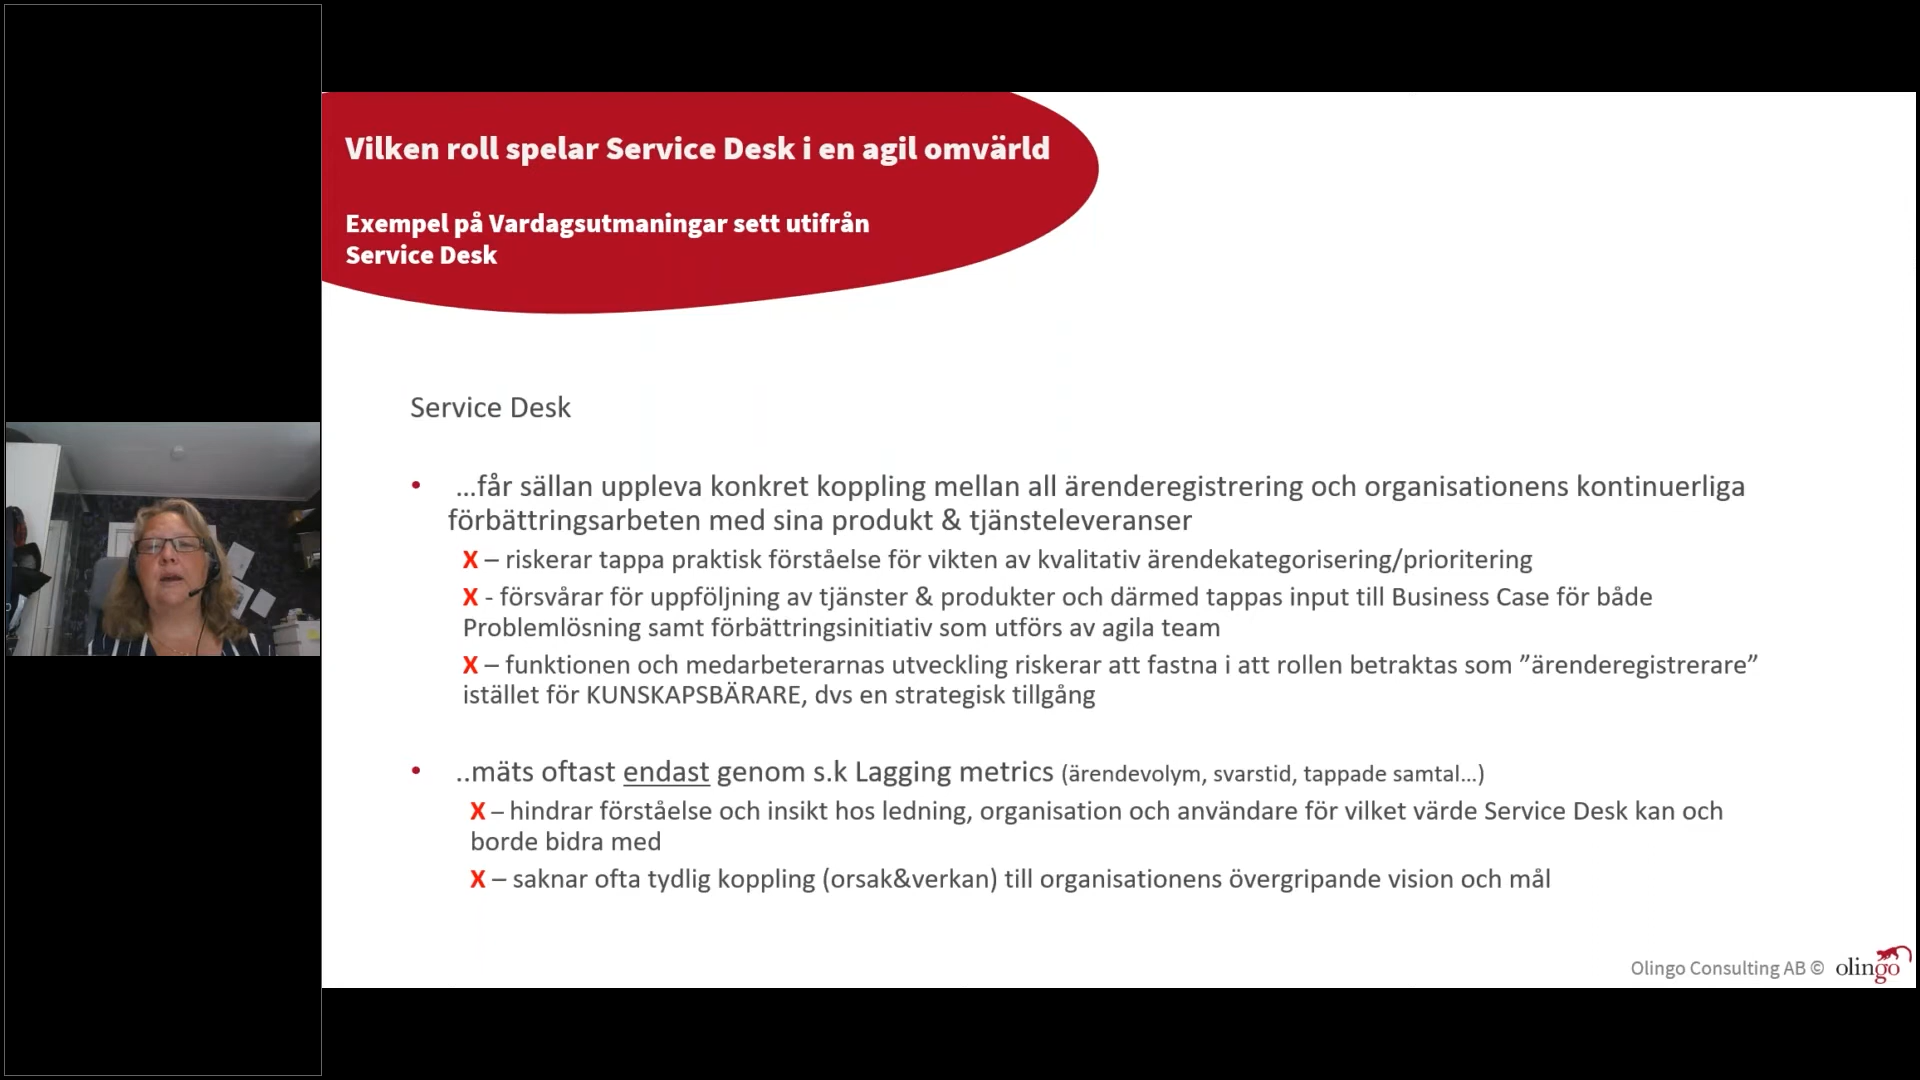 Vilken roll spelar Service Desk i en agil omvärld
Exempel på Vardagsutmaningar sett utifrån
Service Desk
Service Desk
• …får sällan uppleva konkret koppling mellan all ärenderegistrering och organisationens kontinuerliga
förbättringsarbeten med sina produkt & tjänsteleveranser
X – riskerar tappa praktisk förståelse för vikten av kvalitativ ärendekategorisering/prioritering
X - försvårar för uppföljning av tjänster & produkter och därmed tappas input till Business Case för både
Problemlösning samt förbättringsinitiativ som utförs av agila team
X – funktionen och medarbeterarnas utveckling riskerar att fastna i att rollen betraktas som ”ärenderegistrerare”
istället för KUNSKAPSBÄRARE, dvs en strategisk tillgång
• ..mäts oftast endast genom s.k Lagging metrics (ärendevolym, svarstid, tappade samtal…)
X – hindrar förståelse och insikt hos ledning, organisation och användare för vilket värde Service Desk kan och
borde bidra med
X – saknar ofta tydlig koppling (orsak&verkan) till organisationens övergripande vision och mål
Olingo Consulting AB © olingo